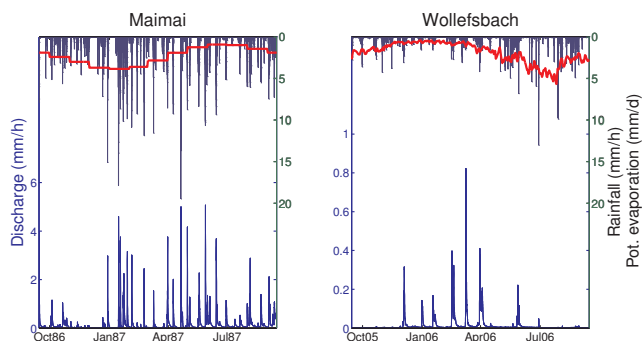 Maimai
Wollefsbach
Discharge (mm/h)
0
2
4
6
0
5
10
15
20
Oct86
Jan87
Apr87
Jul87
0
0.2
0.4
0.6
0.8
1
0
5
10
15
20
Oct05
Jan06
Apr06
Jul06
Rainfall (mm/h)
Pot. evaporation (mm/d)